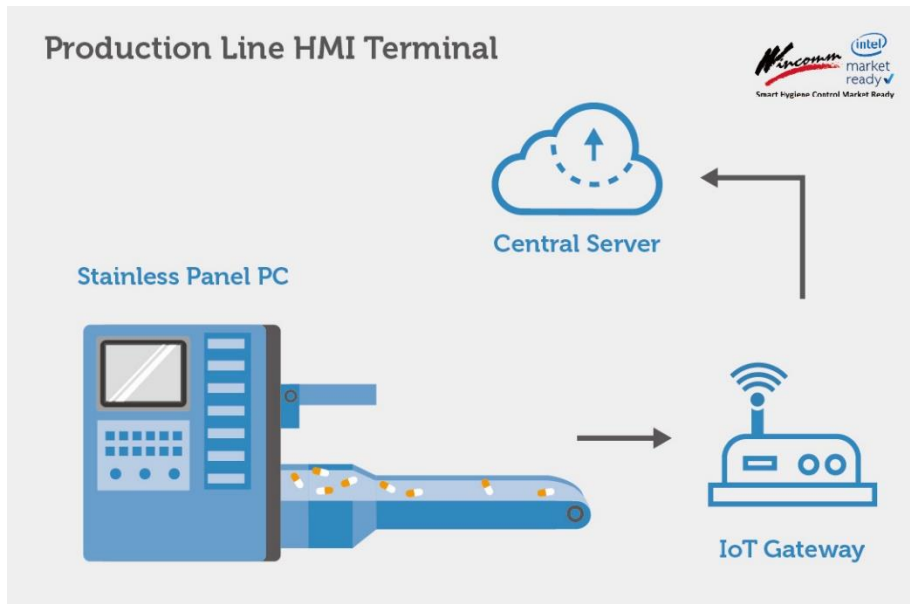 Production Line HMI Terminal
Wincomm
intel
market
ready
Smart Hygiene Control Market Ready
Central Server
Stainless Panel PC
IoT Gateway